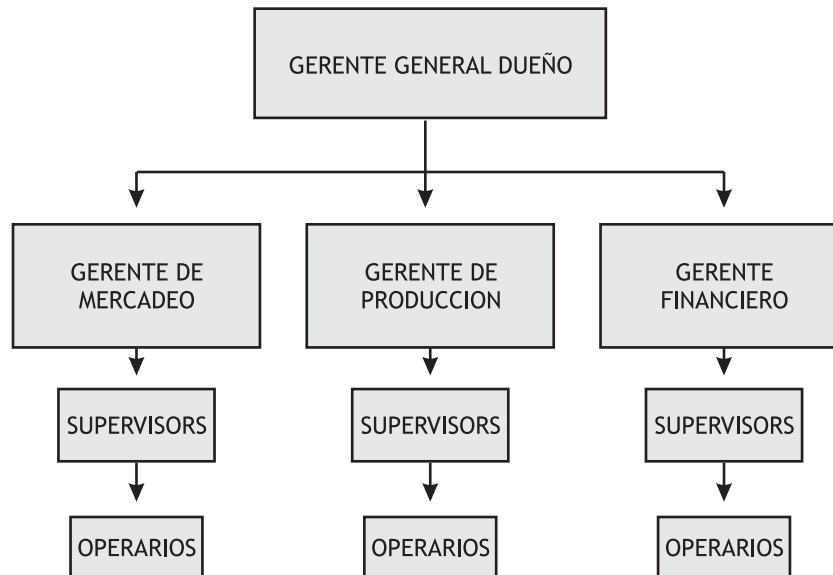 GERENTE GENERAL DUEÑO
GERENTE DE
MERCADEO
GERENTE DE
PRODUCCION
GERENTE
FINANCIERO
SUPERVISORS
SUPERVISORS
SUPERVISORS
OPERARIOS
OPERARIOS
OPERARIOS